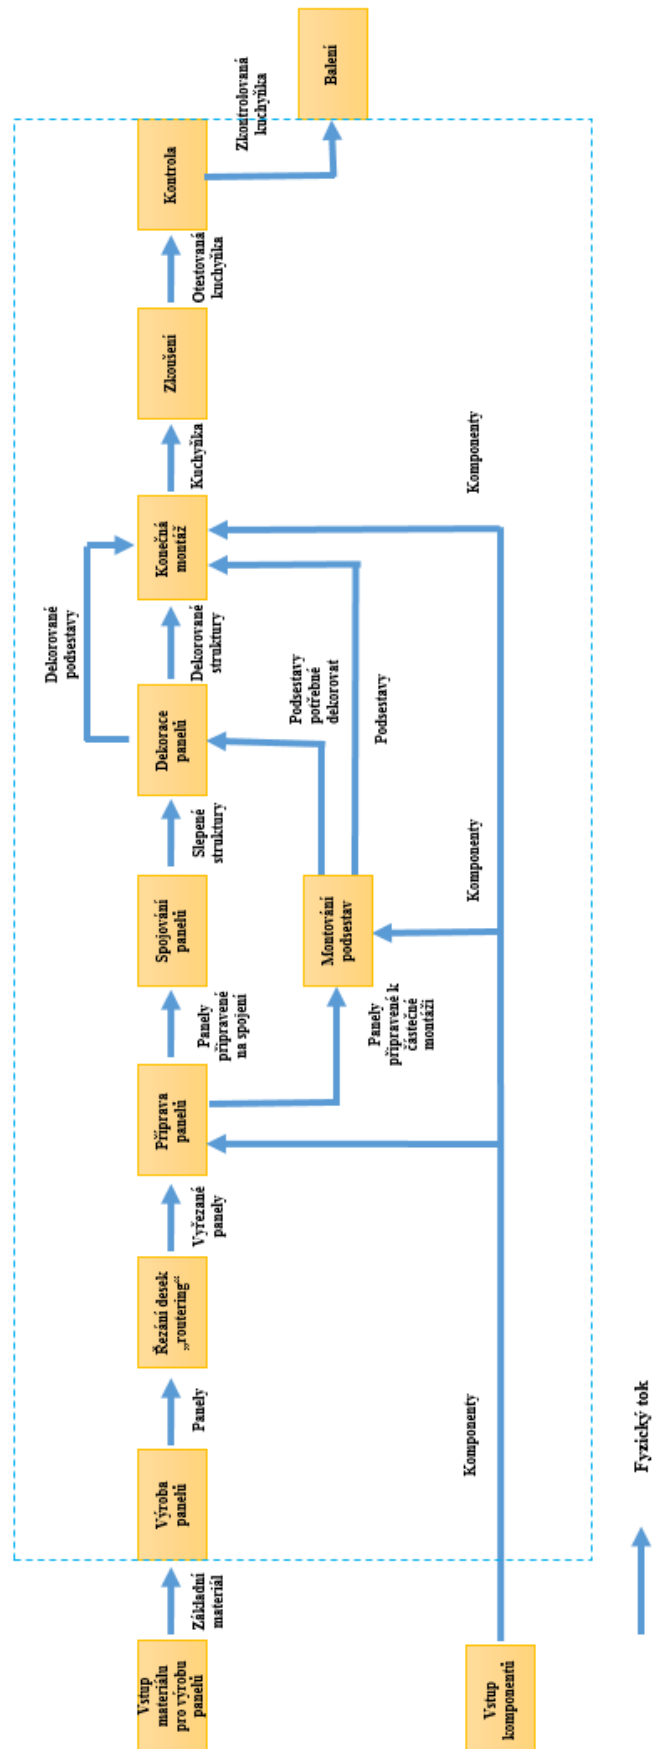 Vstup
materiálu
pro výrobu
panelů
Základní
materiál
Výroba
panelů
Panely
Řezání desek
„routering“
Vyřezané
panely
Příprava
panelů
Panely
připravené
na spojení
Spojování
panelů
Slepené
struktury
Dekorace
panelů
Dekorované
podsestavy
Dekorované
struktury
Konečná
montáž
Kuchyňka
Zkoušení
Otestovaná
kuchyňka
Kontrola
Zkontrolovaná
kuchyňka
Balení
Panely
připravené k
částečné
montáži
Montování
podsestav
Podsestavy
potřebné
dekorovat
Podsestavy
Vstup
komponentů
Komponenty
Komponenty
Komponenty
Fyzický tok